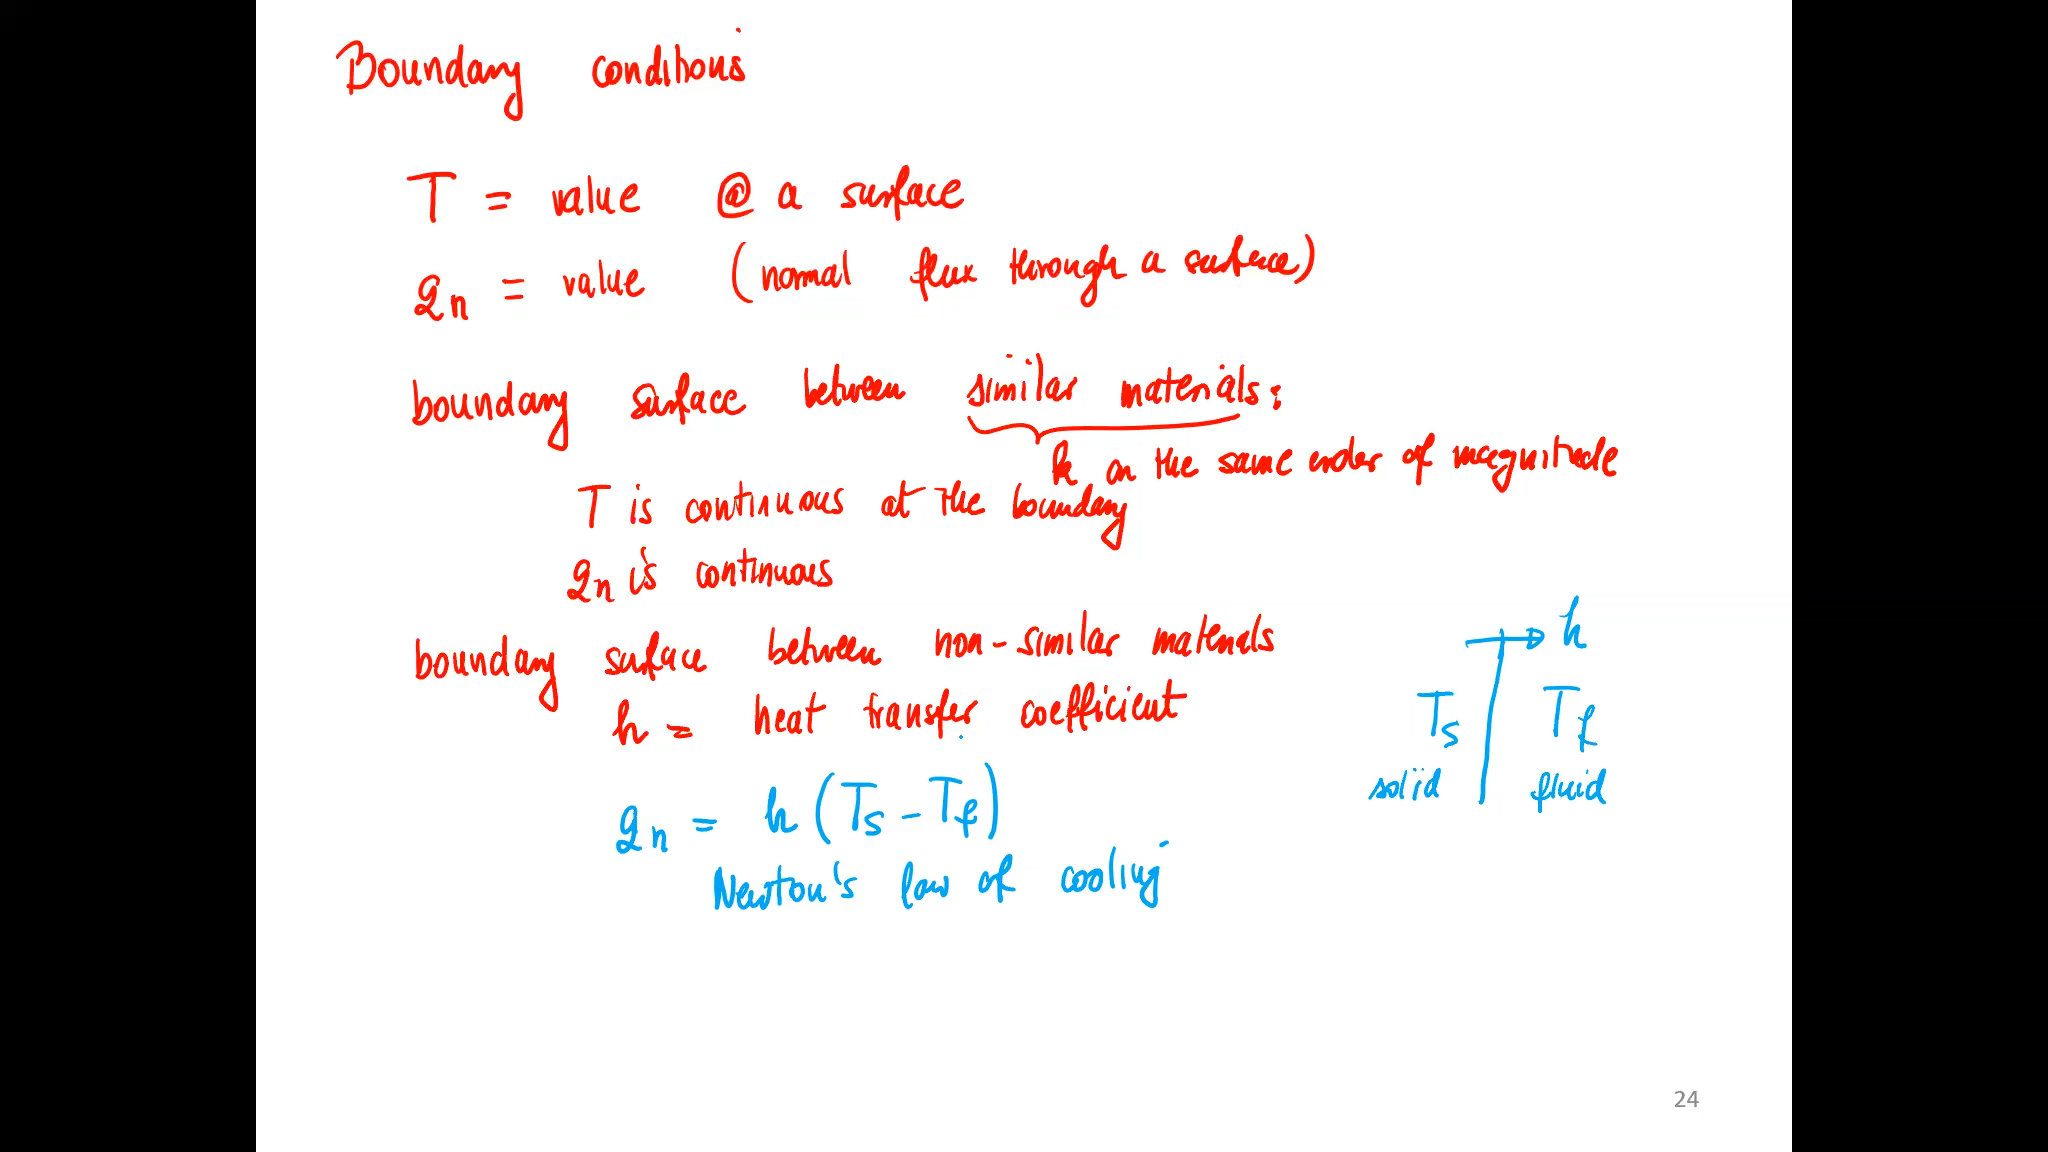 Boundary conditions
T = value @ a surface
qn = value (normal flux through a surface)
boundary surface between similar materials:
k on the same order of magnitude
T is continuous at the boundary
qn is continuous
boundary surface between non-similar materials
h = heat transfer coefficient
h
Ts Tf
solid fluid
qn = h (Ts - Tf)
Newton's law of cooling
24